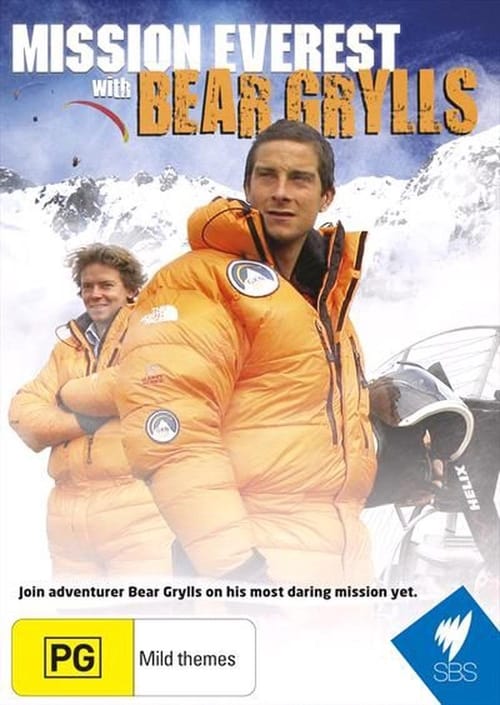 MISSION EVEREST
with BEAR GRYLLS
GKN
HELIX
Join adventurer Bear Grylls on his most daring mission yet.
PG
Mild themes
SBS